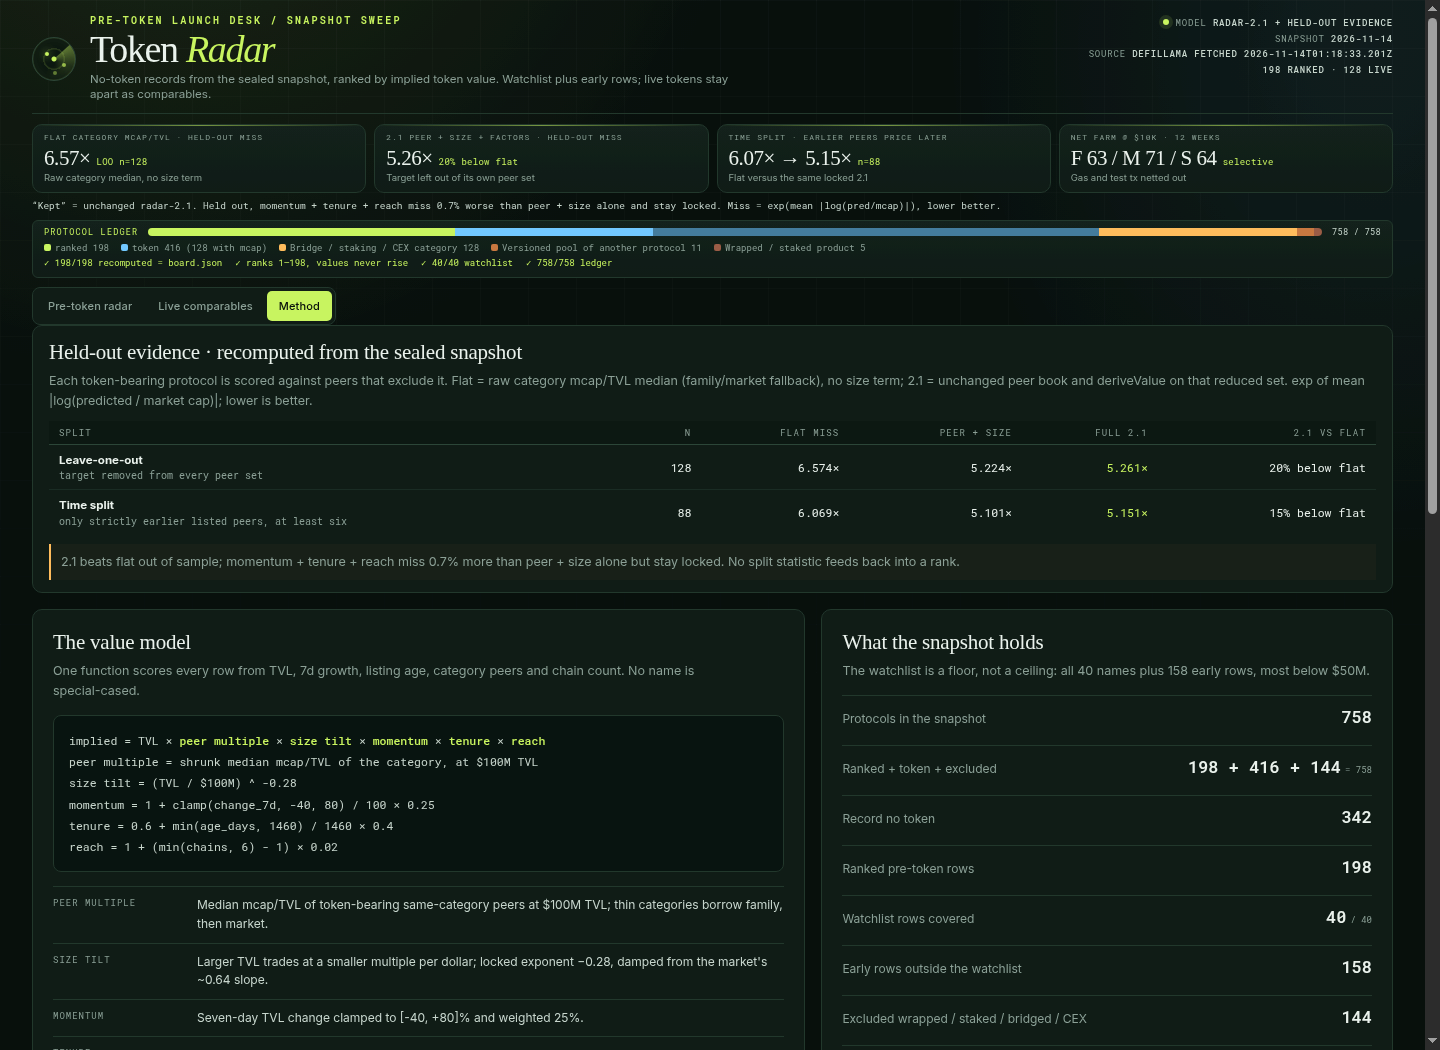 PRE-TOKEN LAUNCH DESK / SNAPSHOT SWEEP
Token Radar
No-token records from the sealed snapshot, ranked by implied token value. Watchlist plus early rows; live tokens stay
apart as comparables.
MODEL RADAR-2.1 + HELD-OUT EVIDENCE
SNAPSHOT 2026-11-14
SOURCE DEFILLAMA FETCHED 2026-11-14T01:18:33.201Z
198 RANKED · 128 LIVE
FLAT CATEGORY MCAP/TVL · HELD-OUT MISS
6.57× LOO n=128
Raw category median, no size term
2.1 PEER + SIZE + FACTORS · HELD-OUT MISS
5.26× 20% below flat
Target left out of its own peer set
TIME SPLIT · EARLIER PEERS PRICE LATER
6.07× → 5.15× n=88
Flat versus the same locked 2.1
NET FARM @ $10K · 12 WEEKS
F 63 / M 71 / S 64 selective
Gas and test tx netted out
“Kept” = unchanged radar-2.1. Held out, momentum + tenure + reach miss 0.7% worse than peer + size alone and stay locked. Miss = exp(mean |log(pred/mcap)|), lower better.
PROTOCOL LEDGER 758 / 758
ranked 198 token 416 (128 with mcap) Bridge / staking / CEX category 128 Versioned pool of another protocol 11 Wrapped / staked product 5
✓ 198/198 recomputed = board.json ✓ ranks 1–198, values never rise ✓ 40/40 watchlist ✓ 758/758 ledger
Pre-token radar Live comparables Method
Held-out evidence · recomputed from the sealed snapshot
Each token-bearing protocol is scored against peers that exclude it. Flat = raw category mcap/TVL median (family/market fallback), no size term; 2.1 = unchanged peer book and deriveValue on that reduced set. exp of mean
|log(predicted / market cap)|; lower is better.
SPLIT N FLAT MISS PEER + SIZE FULL 2.1 2.1 VS FLAT
Leave-one-out
target removed from every peer set
128 6.574× 5.224× 5.261× 20% below flat
Time split
only strictly earlier listed peers, at least six
88 6.069× 5.101× 5.151× 15% below flat
2.1 beats flat out of sample; momentum + tenure + reach miss 0.7% more than peer + size alone but stay locked. No split statistic feeds back into a rank.
The value model
One function scores every row from TVL, 7d growth, listing age, category peers and chain count. No name is
special-cased.
implied = TVL × peer multiple × size tilt × momentum × tenure × reach
peer multiple = shrunk median mcap/TVL of the category, at $100M TVL
size tilt = (TVL / $100M) ^ -0.28
momentum = 1 + clamp(change_7d, -40, 80) / 100 × 0.25
tenure = 0.6 + min(age_days, 1460) / 1460 × 0.4
reach = 1 + (min(chains, 6) - 1) × 0.02
PEER MULTIPLE
Median mcap/TVL of token-bearing same-category peers at $100M TVL; thin categories borrow family,
then market.
SIZE TILT
Larger TVL trades at a smaller multiple per dollar; locked exponent −0.28, damped from the market's
~0.64 slope.
MOMENTUM
Seven-day TVL change clamped to [-40, +80]% and weighted 25%.
What the snapshot holds
The watchlist is a floor, not a ceiling: all 40 names plus 158 early rows, most below $50M.
Protocols in the snapshot 758
Ranked + token + excluded 198 + 416 + 144 = 758
Record no token 342
Ranked pre-token rows 198
Watchlist rows covered 40 / 40
Early rows outside the watchlist 158
Excluded wrapped / staked / bridged / CEX 144